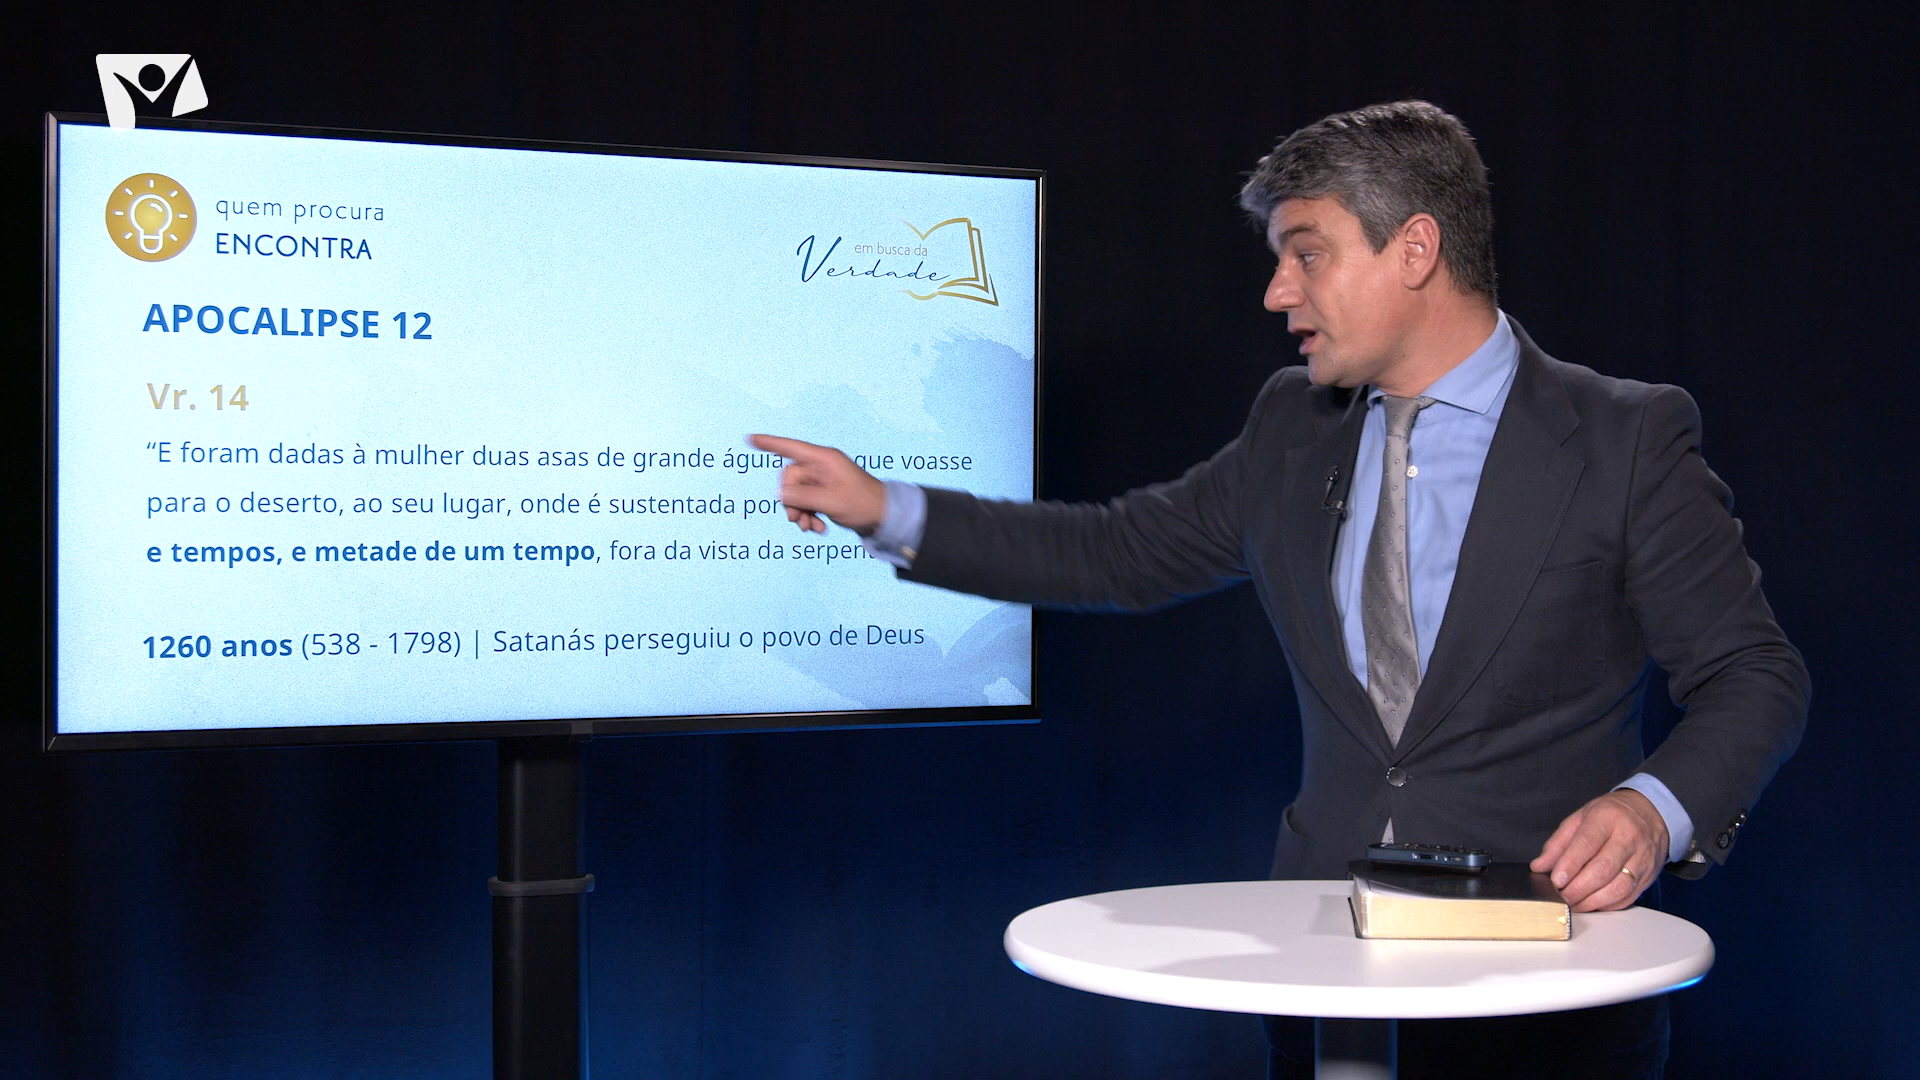 quem procura
ENCONTRA
em busca da
Verdade
APOCALIPSE 12
Vr. 14
“E foram dadas à mulher duas asas de grande águia que voasse
para o deserto, ao seu lugar, onde é sustentada por
e tempos, e metade de um tempo, fora da vista da
1260 anos (538 - 1798) | Satanás perseguiu o povo de Deus